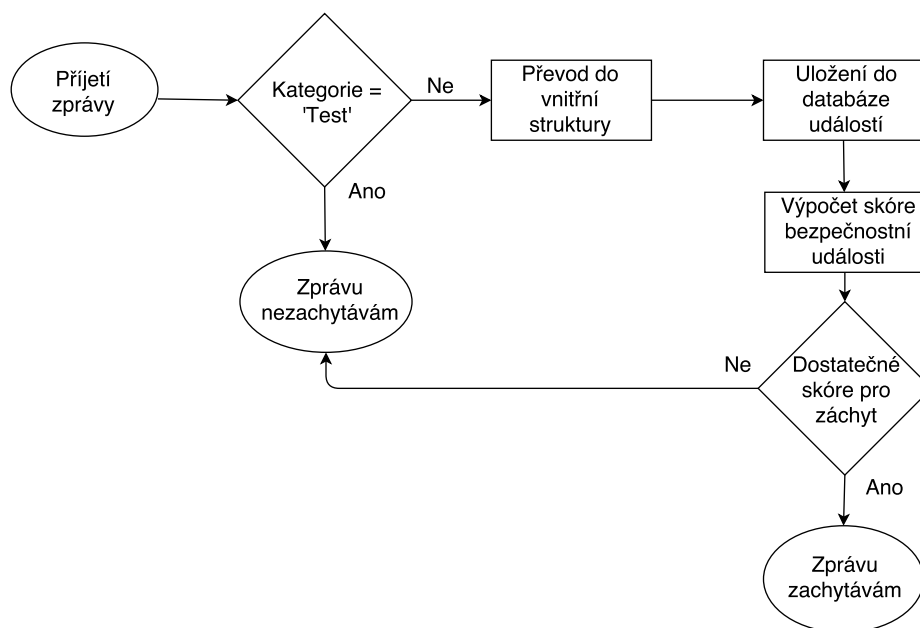 Příjetí
zprávy
Kategorie =
'Test'
Ne
Převod do
vnitřní
struktury
Uložení do
databáze
událostí
Ano
Výpočet skóre
bezpečnostní
události
Zprávu
nezachytávám
Ne
Dostatečné
skóre pro
záchyt
Ano
Zprávu
zachytávám